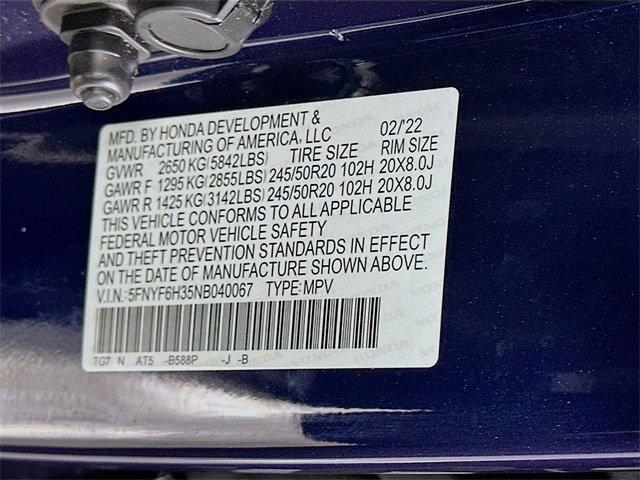 MFD. BY HONDA DEVELOPMENT &
MANUFACTURING OF AMERICA, LLC 02/'22
GVWR 2650 KG (5842LBS) TIRE SIZE RIM SIZE
GAWR F 1295 KG (2855LBS) 245/50R20 102H 20X8.0J
GAWR R 1425 KG (3142LBS) 245/50R20 102H 20X8.0J
THIS VEHICLE CONFORMS TO ALL APPLICABLE
FEDERAL MOTOR VEHICLE SAFETY
AND THEFT PREVENTION STANDARDS IN EFFECT
ON THE DATE OF MANUFACTURE SHOWN ABOVE.
V.I.N.:5FNYF6H35NB040067 TYPE:MPV
TG7 N AT5 -B588P -J -B